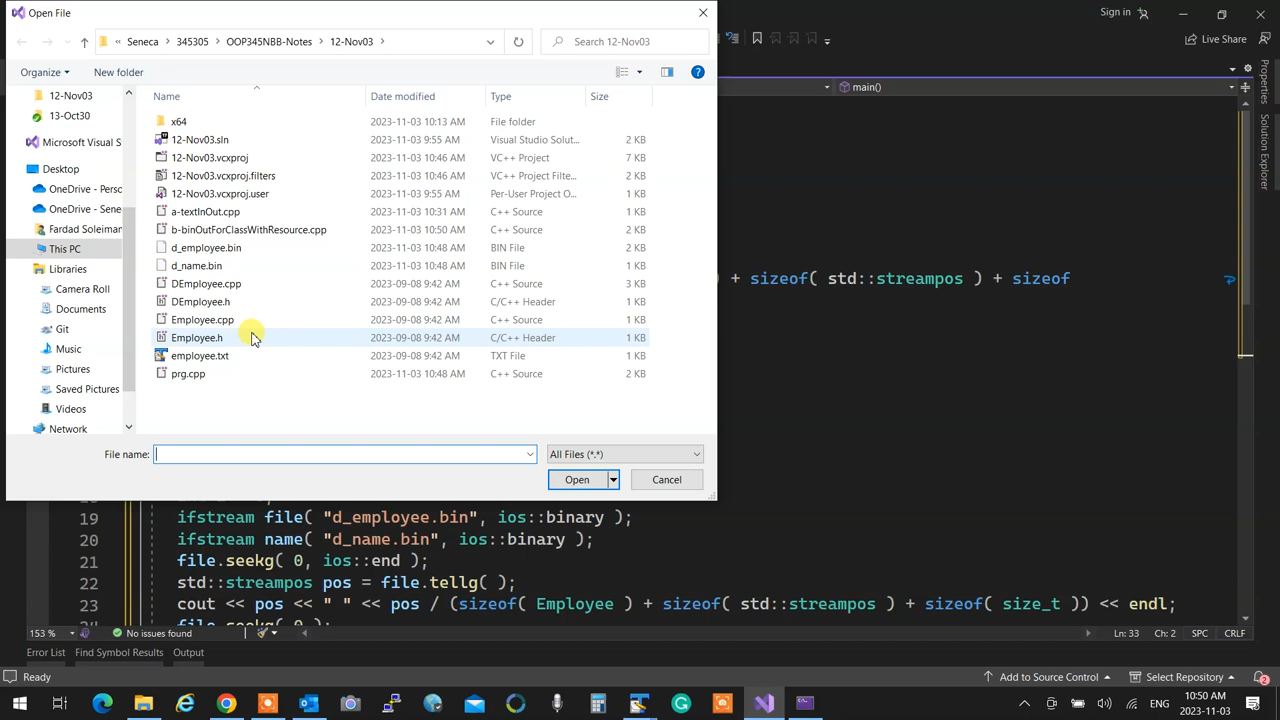 Open File
Sign in
« Seneca > 345305 > OOP345NBB-Notes > 12-Nov03 >
Search 12-Nov03
Live Share
Organize
New folder
main()
Name
Date modified
Type
Size
12-Nov03
13-Oct30
Microsoft Visual S
Desktop
OneDrive - Perso
OneDrive - Sene
Fardad Soleiman
This PC
Libraries
Camera Roll
Documents
Git
Music
Pictures
Saved Pictures
Videos
Network
x64 2023-11-03 10:13 AM File folder
12-Nov03.sln 2023-11-03 9:55 AM Visual Studio Solut... 2 KB
12-Nov03.vcxproj 2023-11-03 10:46 AM VC++ Project 7 KB
12-Nov03.vcxproj.filters 2023-11-03 10:46 AM VC++ Project Filte... 2 KB
12-Nov03.vcxproj.user 2023-11-03 9:55 AM Per-User Project O... 1 KB
a-textInOut.cpp 2023-11-03 10:31 AM C++ Source 1 KB
b-binOutForClassWithResource.cpp 2023-11-03 10:50 AM C++ Source 2 KB
d_employee.bin 2023-11-03 10:48 AM BIN File 2 KB
d_name.bin 2023-11-03 10:48 AM BIN File 1 KB
DEmployee.cpp 2023-09-08 9:42 AM C++ Source 3 KB
DEmployee.h 2023-09-08 9:42 AM C/C++ Header 1 KB
Employee.cpp 2023-09-08 9:42 AM C++ Source 1 KB
Employee.h 2023-09-08 9:42 AM C/C++ Header 1 KB
employee.txt 2023-09-08 9:42 AM TXT File 1 KB
prg.cpp 2023-11-03 10:48 AM C++ Source 2 KB
) + sizeof( std::streampos ) + sizeof
Properties
Solution Explorer
File name:
All Files (*.*)
Open
Cancel
19 ifstream file( "d_employee.bin", ios::binary );
20 ifstream name( "d_name.bin", ios::binary );
21 file.seekg( 0, ios::end );
22 std::streampos pos = file.tellg( );
23 cout << pos << " " << pos / (sizeof( Employee ) + sizeof( std::streampos ) + sizeof( size_t )) << endl;
153 %
No issues found
Ln: 33
Ch: 2
SPC
CRLF
Error List
Find Symbol Results
Output
Ready
Add to Source Control
Select Repository
2
ENG
10:50 AM
2023-11-03